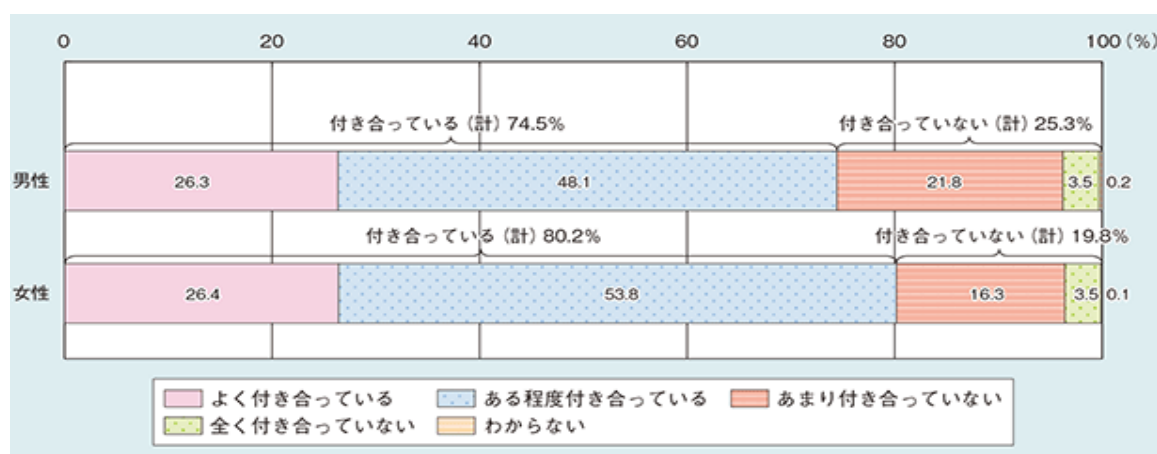 0 20 40 60 80 100 (%)
付き合っている (計) 74.5% 付き合っていない (計) 25.3%
男性 26.3 48.1 21.8 3.5 0.2
付き合っている (計) 80.2% 付き合っていない (計) 19.8%
女性 26.4 53.8 16.3 3.5 0.1
よく付き合っている ある程度付き合っている あまり付き合っていない
全く付き合っていない わからない